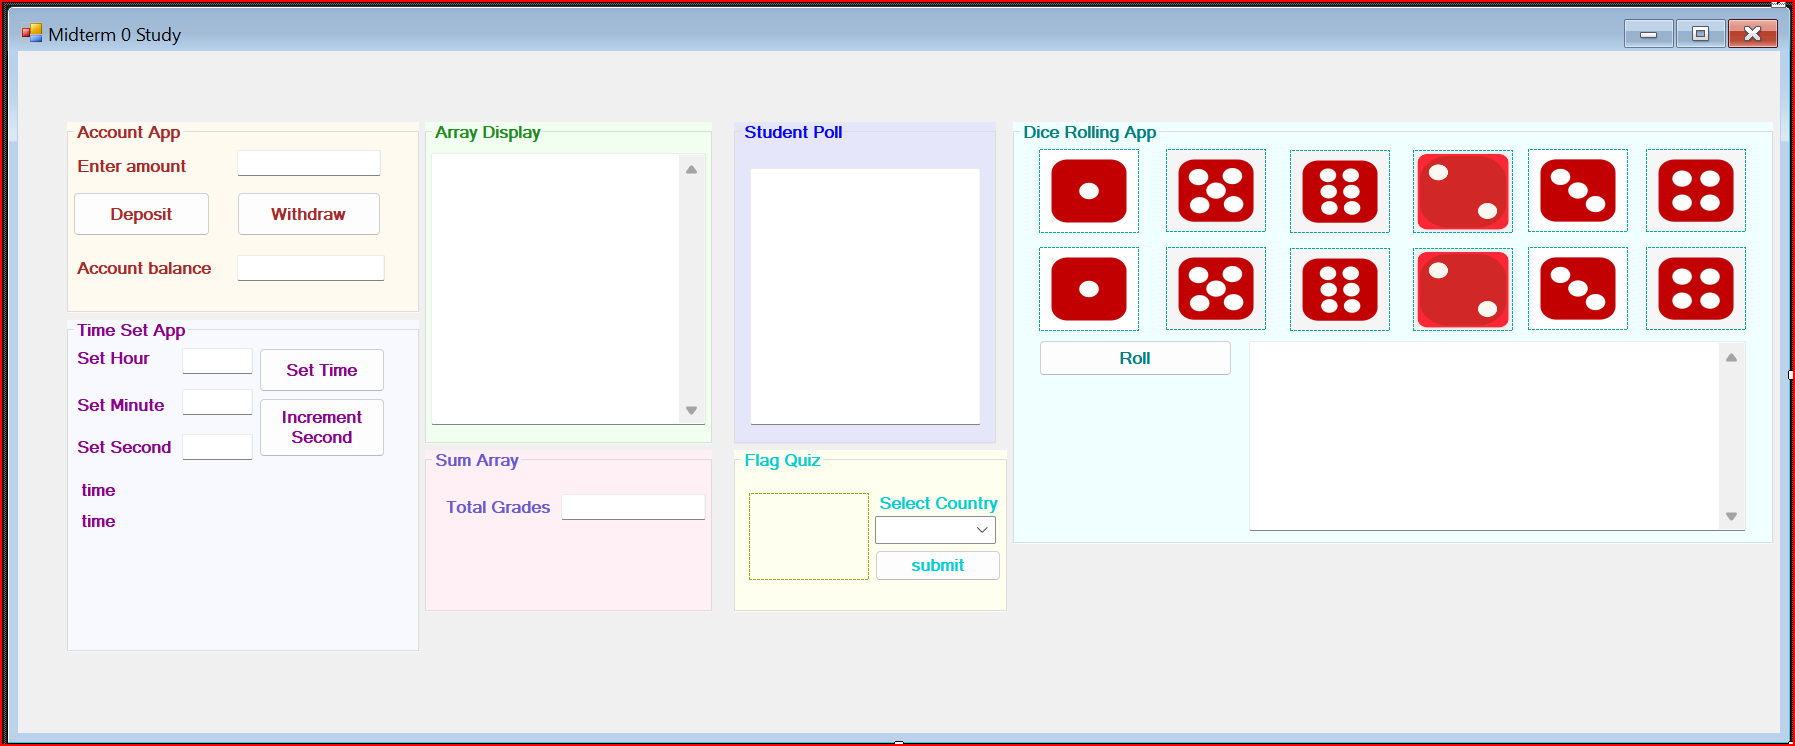 Midterm 0 Study
Account App
Enter amount
Deposit
Withdraw
Account balance
Time Set App
Set Hour
Set Time
Set Minute
Increment
Second
Set Second
time
time
Array Display
Sum Array
Total Grades
Student Poll
Flag Quiz
Select Country
submit
Dice Rolling App
Roll